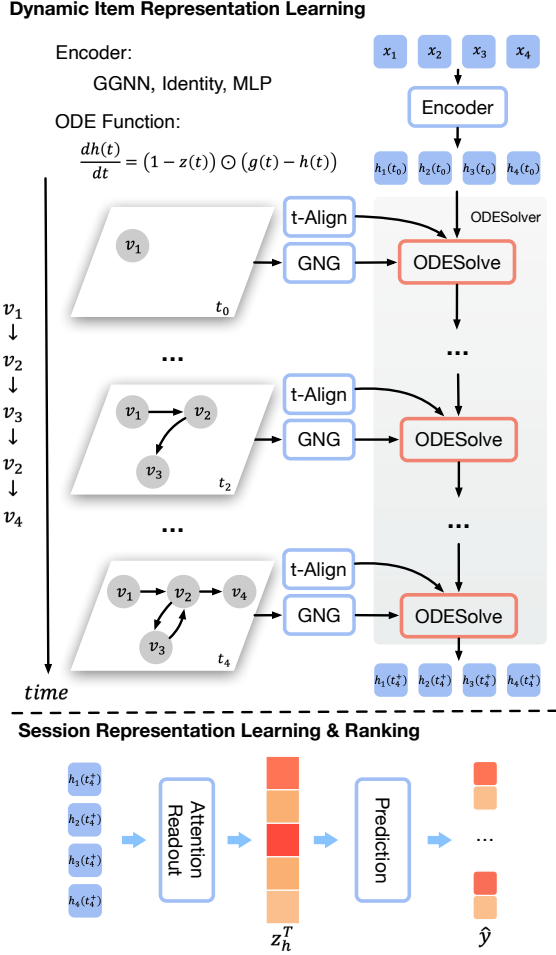 Dynamic Item Representation Learning
Encoder:
GGNN, Identity, MLP
ODE Function:
dh(t)/dt = (1 − z(t)) ⊙ (g(t) − h(t))
x₁ x₂ x₃ x₄
Encoder
h₁(t₀) h₂(t₀) h₃(t₀) h₄(t₀)
ODESolver
v₁
t₀
t-Align
GNG
ODESolve
...
...
v₁ v₂
v₃
t₂
t-Align
GNG
ODESolve
...
...
v₁ v₂ v₄
v₃
t₄
t-Align
GNG
ODESolve
v₁
↓
v₂
↓
v₃
↓
v₂
↓
v₄
time
h₁(t₄⁺) h₂(t₄⁺) h₃(t₄⁺) h₄(t₄⁺)
Session Representation Learning & Ranking
h₁(t₄⁺)
h₂(t₄⁺)
h₃(t₄⁺)
h₄(t₄⁺)
Attention
Readout
z_h^T
Prediction
...
ŷ